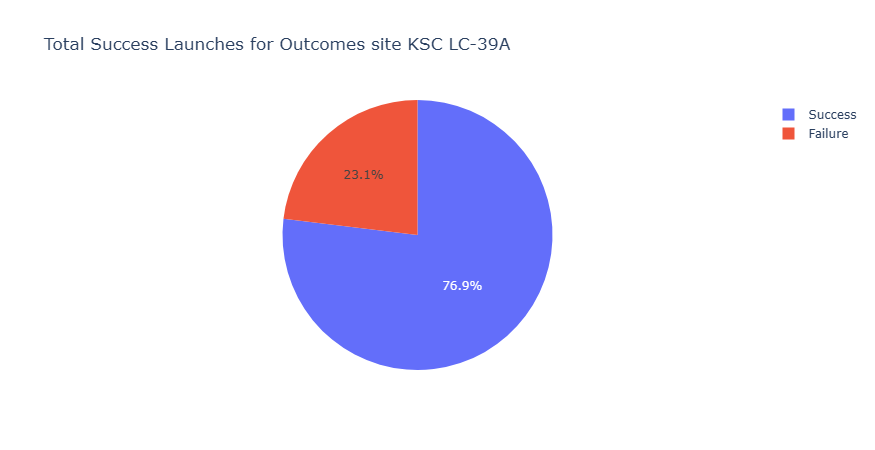 Total Success Launches for Outcomes site KSC LC-39A
Success
Failure
23.1%
76.9%